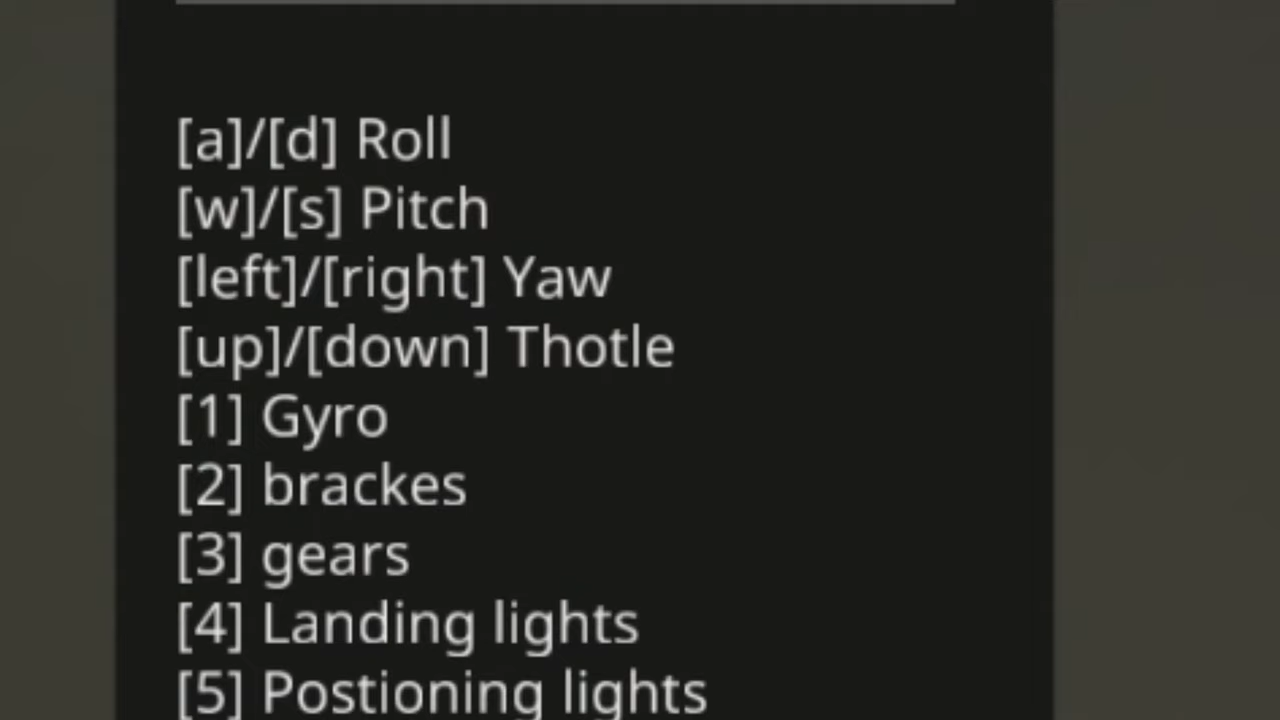 [a]/[d] Roll
[w]/[s] Pitch
[left]/[right] Yaw
[up]/[down] Thotle
[1] Gyro
[2] brackes
[3] gears
[4] Landing lights
[5] Postioning lights